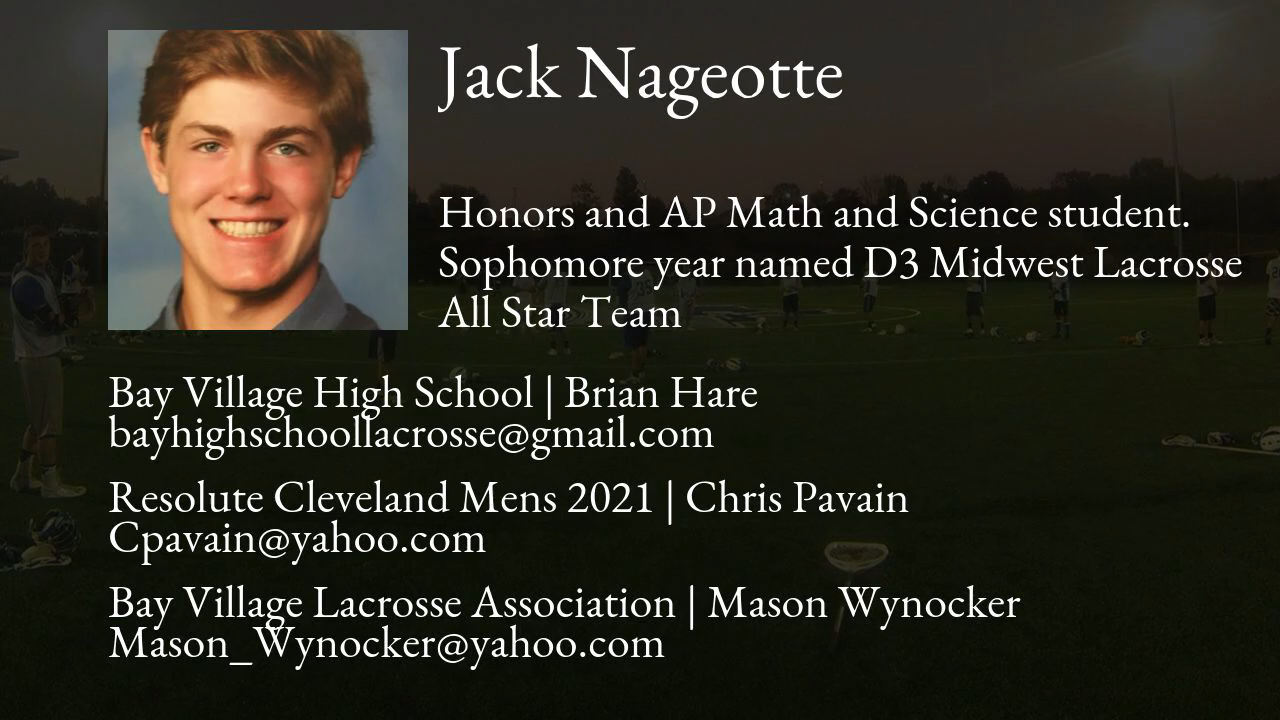 Jack Nageotte
Honors and AP Math and Science student.
Sophomore year named D3 Midwest Lacrosse
All Star Team
Bay Village High School | Brian Hare
bayhighschoollacrosse@gmail.com
Resolute Cleveland Mens 2021 | Chris Pavain
Cpavain@yahoo.com
Bay Village Lacrosse Association | Mason Wynocker
Mason_Wynocker@yahoo.com